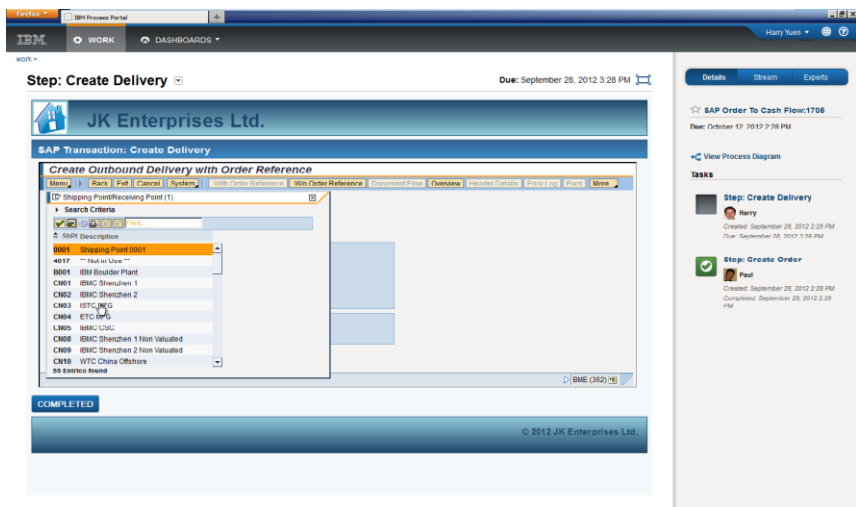 Firefox
IBM Process Portal
+
IBM
WORK
DASHBOARDS
Harry Yuen
work >
Step: Create Delivery
Due: September 28, 2012 3:28 PM
JK Enterprises Ltd.
SAP Transaction: Create Delivery
Create Outbound Delivery with Order Reference
Menu Back Exit Cancel System With Order Reference W/o Order Reference Document Flow Overview Header Details Error Log Pack More
Shipping Point/Receiving Point (1)
Search Criteria
Find...
ShPt Description
0001 Shipping Point 0001
4017 ** Not in Use **
B001 IBM Boulder Plant
CN01 IBMC Shenzhen 1
CN02 IBMC Shenzhen 2
CN03 ISTC MFG
CN04 ETC MFG
CN05 IBMC CSC
CN08 IBMC Shenzhen 1 Non Valuated
CN09 IBMC Shenzhen 2 Non Valuated
CN10 WTC China Offshore
55 Entries found
BME (362)
COMPLETED
© 2012 JK Enterprises Ltd.
Details Stream Experts
SAP Order To Cash Flow:1705
Due: October 12, 2012 2:28 PM
View Process Diagram
Tasks
Step: Create Delivery
Harry
Created: September 28, 2012 2:28 PM
Due: September 28, 2012 3:28 PM
Step: Create Order
Paul
Created: September 28, 2012 2:28 PM
Completed: September 28, 2012 2:28
PM